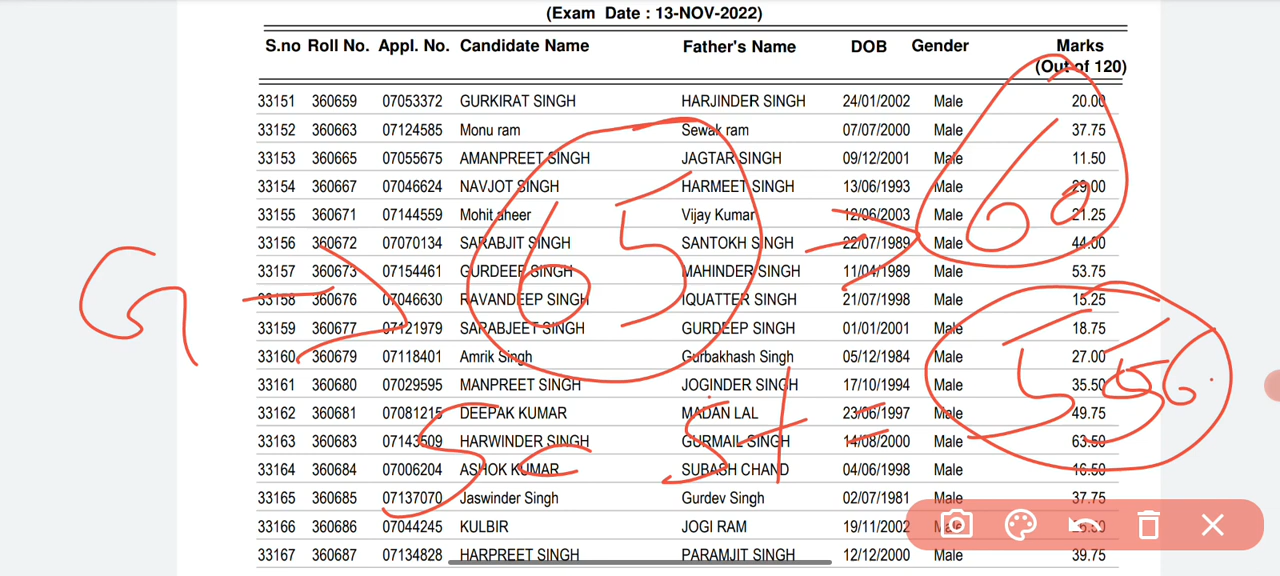 (Exam Date : 13-NOV-2022)
S.no Roll No. Appl. No. Candidate Name Father's Name DOB Gender Marks
(Out of 120)
33151 360659 07053372 GURKIRAT SINGH HARJINDER SINGH 24/01/2002 Male 20.00
33152 360663 07124585 Monu ram Sewak ram 07/07/2000 Male 37.75
33153 360665 07055675 AMANPREET SINGH JAGTAR SINGH 09/12/2001 Male 11.50
33154 360667 07046624 NAVJOT SINGH HARMEET SINGH 13/06/1993 Male 29.00
33155 360671 07144559 Mohit aheer Vijay Kumar 12/06/2003 Male 21.25
33156 360672 07070134 SARABJIT SINGH SANTOKH SINGH 22/07/1989 Male 44.00
33157 360673 07154461 GURDEEP SINGH MAHINDER SINGH 11/04/1989 Male 53.75
33158 360676 07046630 RAVANDEEP SINGH IQUATTER SINGH 21/07/1998 Male 15.25
33159 360677 07121979 SARABJEET SINGH GURDEEP SINGH 01/01/2001 Male 18.75
33160 360679 07118401 Amrik Singh Gurbakhash Singh 05/12/1984 Male 27.00
33161 360680 07029593 MANPREET SINGH JOGINDER SINGH 17/10/1994 Male 35.50
33162 360681 07081215 DEEPAK KUMAR MADAN LAL 23/06/1997 Male 49.75
33163 360683 07143509 HARWINDER SINGH GURMAIL SINGH 14/08/2000 Male 63.50
33164 360684 07006204 ASHOK KUMAR SUBASH CHAND 04/06/1998 Male 16.50
33165 360685 07137070 Jaswinder Singh Gurdev Singh 02/07/1981 Male 37.75
33166 360686 07044245 KULBIR JOGI RAM 19/11/2002 Male
33167 360687 07134828 HARPREET SINGH PARAMJIT SINGH 12/12/2000 Male 39.75
65
60